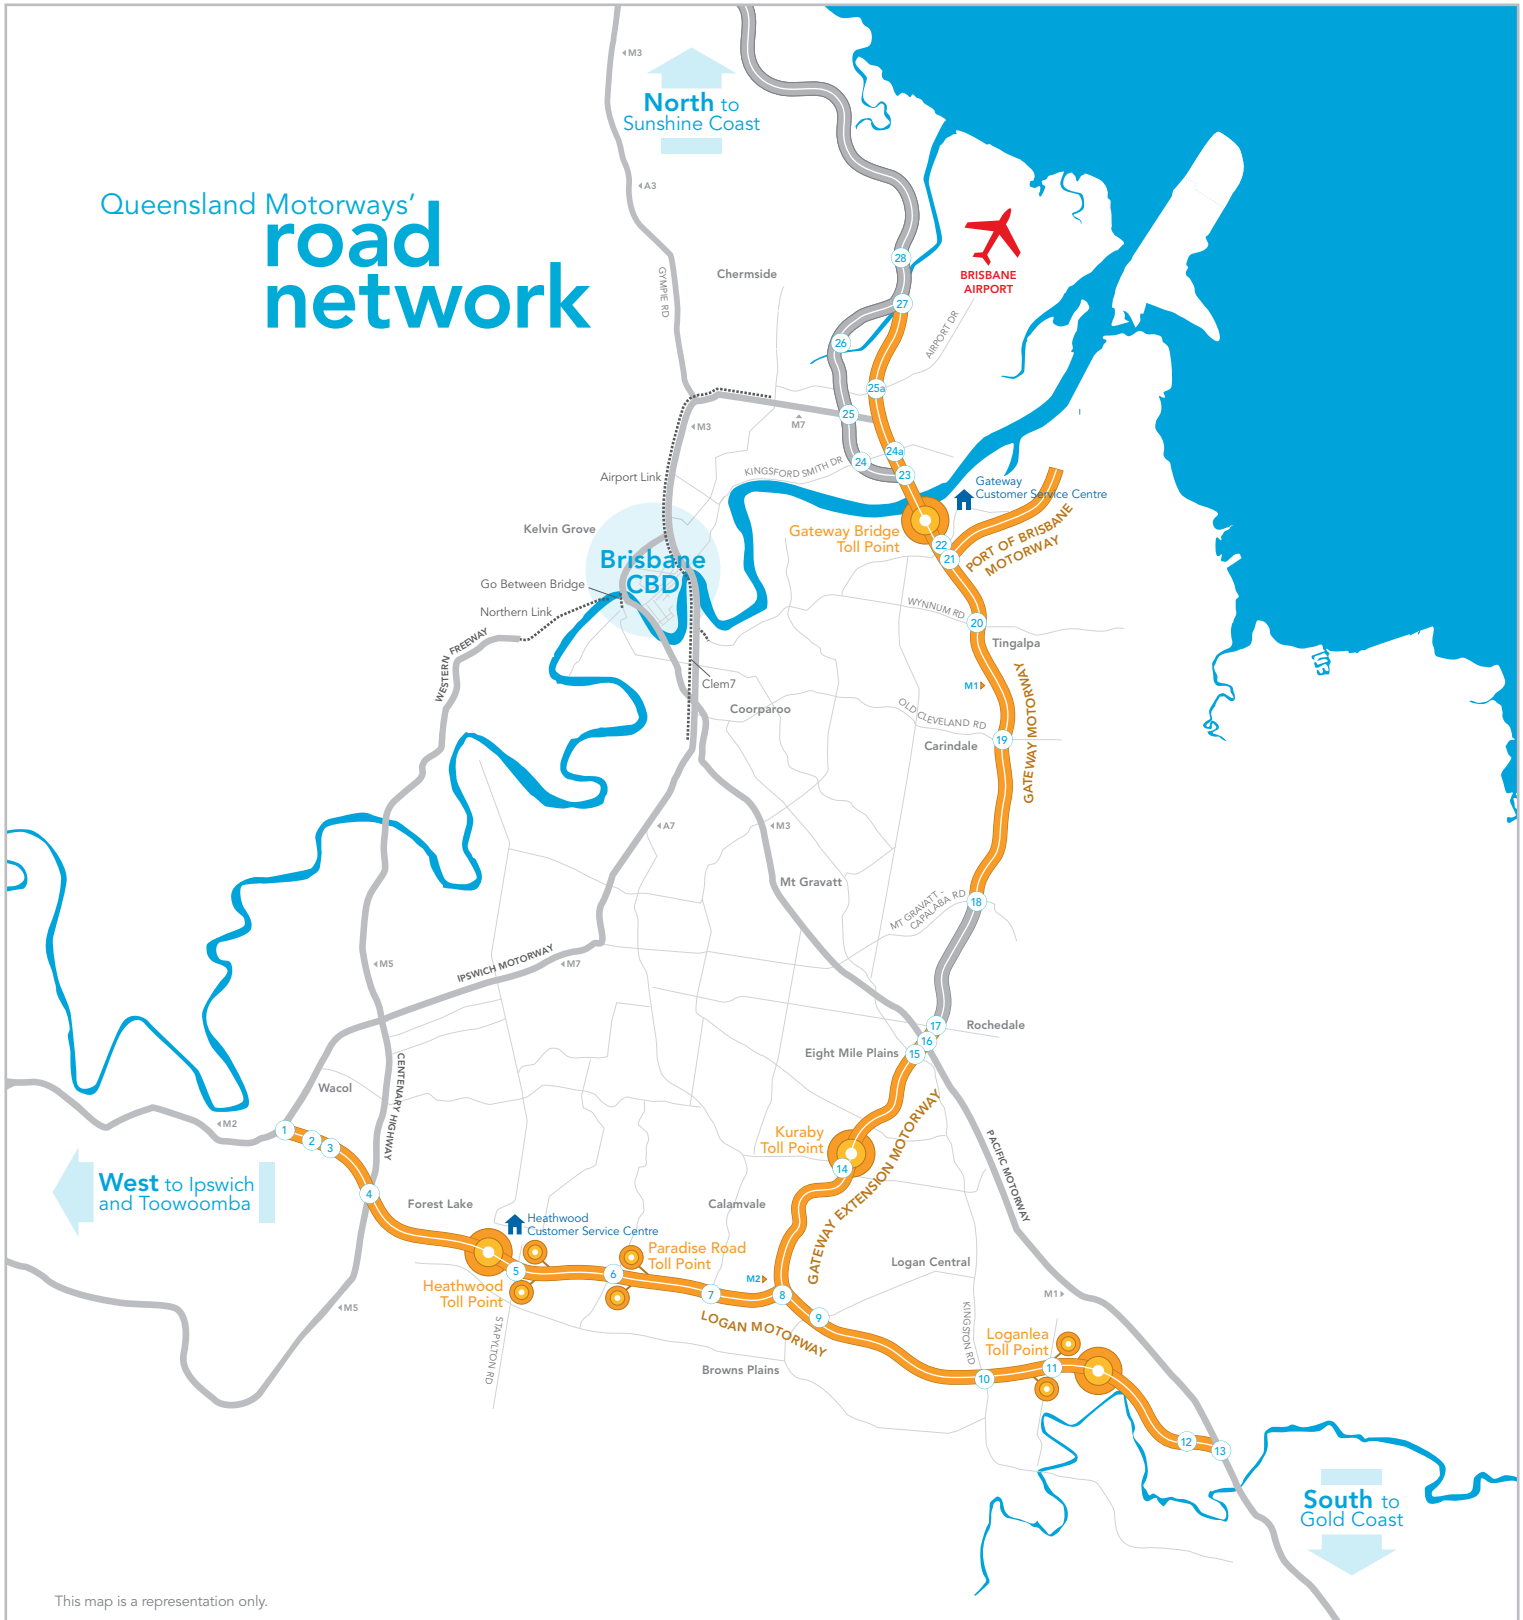 M3
North to
Sunshine Coast
A3
Queensland Motorways'
road
network
GYMPIE RD
Chermside
BRISBANE
AIRPORT
AIRPORT DR
28
27
26
25a
25
M7
M3
24a
24
23
KINGSFORD SMITH DR
Airport Link
Gateway
Customer Service Centre
Kelvin Grove
Gateway Bridge
Toll Point
22
21
PORT OF BRISBANE
MOTORWAY
Brisbane
CBD
Go Between Bridge
Northern Link
WESTERN FREEWAY
WYNNUM RD
20
Tingalpa
M1
GATEWAY MOTORWAY
Clem7
Coorparoo
OLD CLEVELAND RD
19
Carindale
A7
M3
Mt Gravatt
MT GRAVATT -
CAPALABA RD
18
M5
IPSWICH MOTORWAY
M7
17
Rochedale
16
15
Eight Mile Plains
CENTENARY HIGHWAY
Wacol
M2
1
2
3
4
West to Ipswich
and Toowoomba
Kuraby
Toll Point
14
GATEWAY EXTENSION MOTORWAY
PACIFIC MOTORWAY
Forest Lake
Calamvale
Heathwood
Customer Service Centre
Paradise Road
Toll Point
5
6
7
M2
8
9
Heathwood
Toll Point
Logan Central
M5
M1
LOGAN MOTORWAY
STAPYLTON RD
KINGSTON RD
Loganlea
Toll Point
Browns Plains
10
11
12
13
South to
Gold Coast
This map is a representation only.